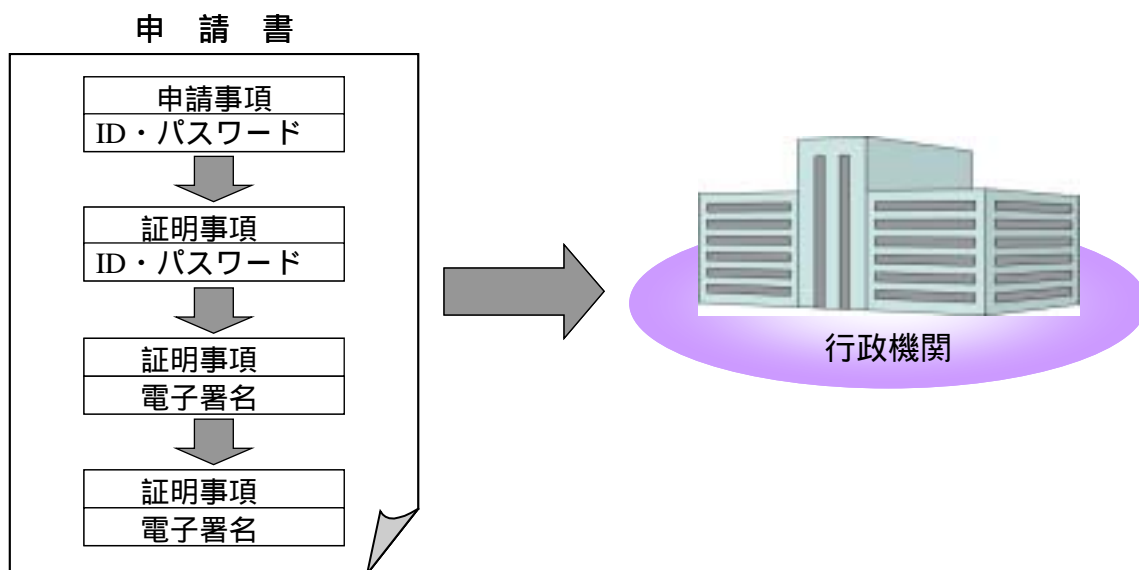 申 請 書
申請事項
ID・パスワード
証明事項
ID・パスワード
証明事項
電子署名
証明事項
電子署名
行政機関